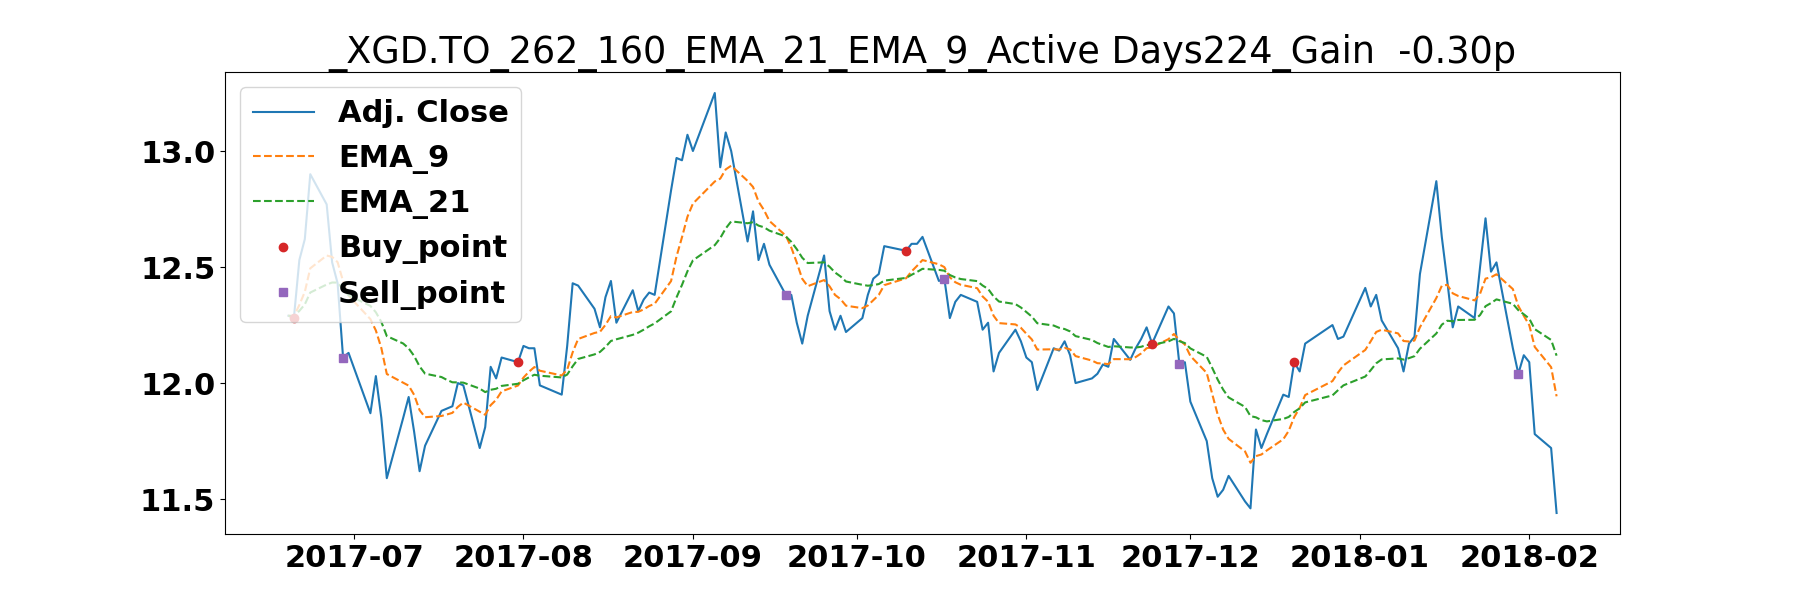 _XGD.TO_262_160_EMA_21_EMA_9_Active Days224_Gain  -0.30p
Adj. Close
EMA_9
EMA_21
Buy_point
Sell_point
13.0
12.5
12.0
11.5
2017-07 2017-08 2017-09 2017-10 2017-11 2017-12 2018-01 2018-02